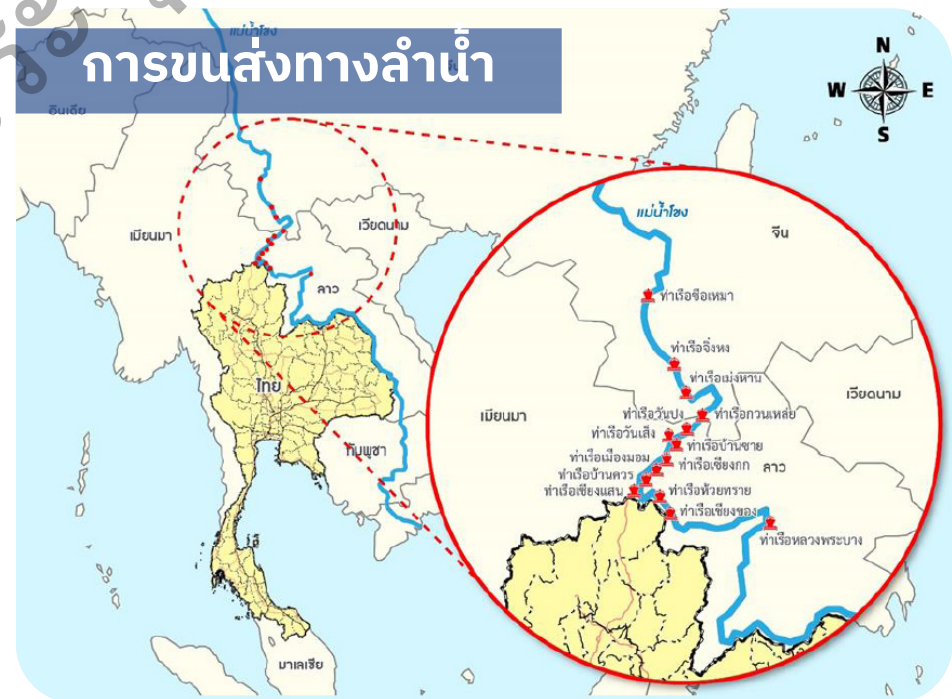 แม่น้ำโขง
การขนส่งทางลำน้ำ
N
W E
S
อินเดีย
เมียนมา
เวียดนาม
ลาว
ไทย
กัมพูชา
มาเลเซีย
แม่น้ำโขง
จีน
ท่าเรือซือเหมา
ท่าเรือจิ่งหง
ท่าเรือเม่งหาน
เวียดนาม
เมียนมา
ท่าเรือวันปง
ท่าเรือกวนเหล่ย
ท่าเรือวันเส็ง
ท่าเรือบ้านซาย
ท่าเรือเมืองมอม
ท่าเรือเชียงกก
ลาว
ท่าเรือบ้านควร
ท่าเรือเชียงแสน
ท่าเรือห้วยทราย
ท่าเรือเชียงของ
ท่าเรือหลวงพระบาง